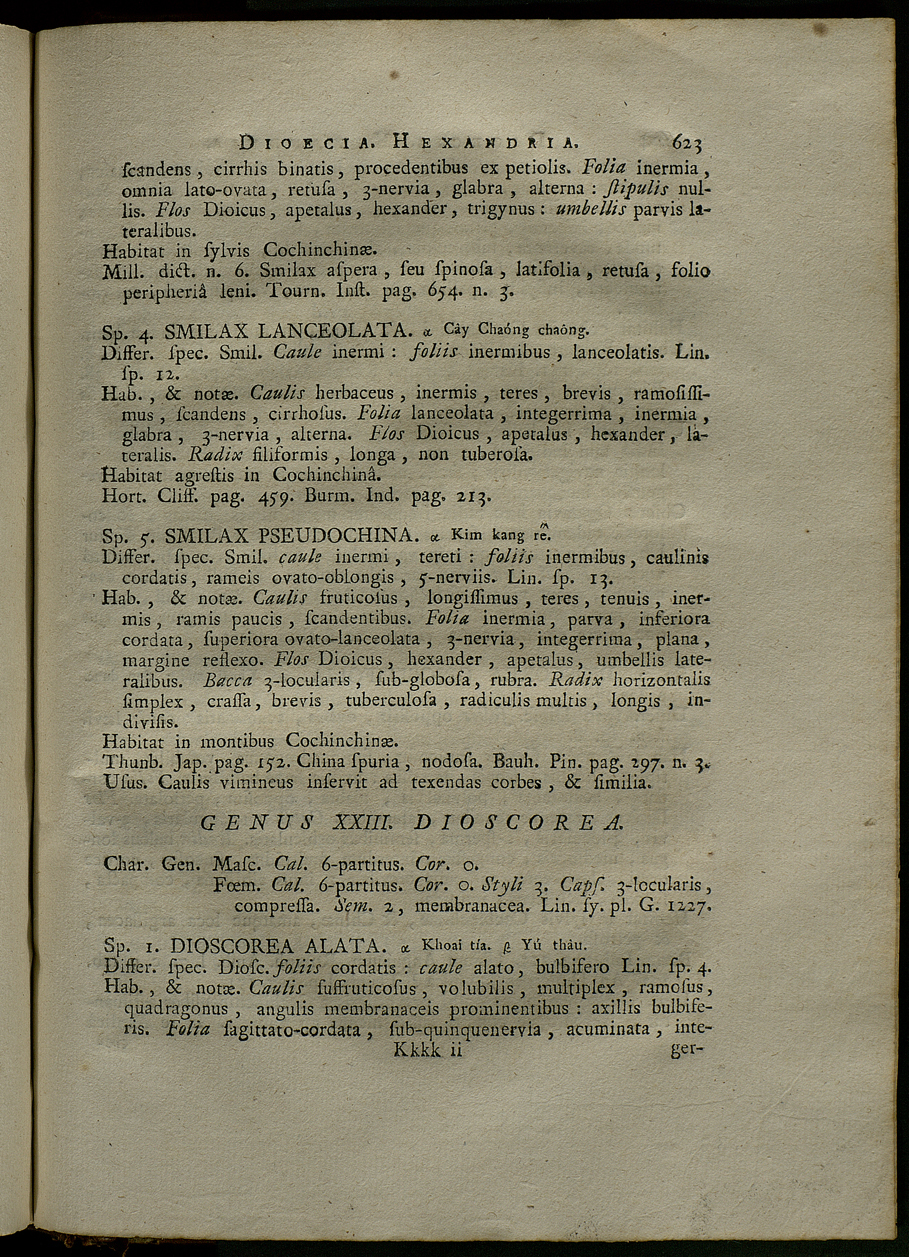 DIOECIA. HEXANDRIA. 623
ſcandens, cirrhis binatis, procedentibus ex petiolis. Folia inermia,
omnia lato-ovata, retuſa, 3-nervia, glabra, alterna: ſtipulis nul-
lis. Flos Dioicus, apetalus, hexander, trigynus: umbellis parvis la-
teralibus.
Habitat in ſylvis Cochinchinæ.
Mill. dict. n. 6. Smilax aſpera, ſeu ſpinoſa, latifolia, retuſa, folio
peripheriâ leni. Tourn. Inſt. pag. 654. n. 3.
Sp. 4. SMILAX LANCEOLATA. α Cây Chaóng chaông.
Differ. ſpec. Smil. Caule inermi: foliis inermibus, lanceolatis. Lin.
ſp. 12.
Hab., & notæ. Caulis herbaceus, inermis, teres, brevis, ramoſiſſi-
mus, ſcandens, cirrhoſus. Folia lanceolata, integerrima, inermia,
glabra, 3-nervia, alterna. Flos Dioicus, apetalus, hexander, la-
teralis. Radix filiformis, longa, non tuberoſa.
Habitat agreſtis in Cochinchinâ.
Hort. Cliff. pag. 459. Burm. Ind. pag. 213.
Sp. 5. SMILAX PSEUDOCHINA. α Kim kang rễ.
Differ. ſpec. Smil. caule inermi, tereti: foliis inermibus, caulinis
cordatis, rameis ovato-oblongis, 5-nerviis. Lin. ſp. 13.
Hab., & notæ. Caulis fruticoſus, longiſſimus, teres, tenuis, iner-
mis, ramis paucis, ſcandentibus. Folia inermia, parva, inferiora
cordata, ſuperiora ovato-lanceolata, 3-nervia, integerrima, plana,
margine reflexo. Flos Dioicus, hexander, apetalus, umbellis late-
ralibus. Bacca 3-locularis, ſub-globoſa, rubra. Radix horizontalis
ſimplex, craſſa, brevis, tuberculoſa, radiculis multis, longis, in-
diviſis.
Habitat in montibus Cochinchinæ.
Thunb. Jap. pag. 152. China ſpuria, nodoſa. Bauh. Pin. pag. 297. n. 3.
Uſus. Caulis vimineus inſervit ad texendas corbes, & ſimilia.
GENUS XXIII. DIOSCOREA.
Char. Gen. Maſc. Cal. 6-partitus. Cor. 0.
Fœm. Cal. 6-partitus. Cor. 0. Styli 3. Capſ. 3-locularis,
compreſſa. Sem. 2, membranacea. Lin. ſy. pl. G. 1227.
Sp. 1. DIOSCOREA ALATA. α Khoai tía. β Yú thàu.
Differ. ſpec. Dioſc. foliis cordatis: caule alato, bulbifero Lin. ſp. 4.
Hab., & notæ. Caulis ſuffruticoſus, volubilis, multiplex, ramoſus,
quadragonus, angulis membranaceis prominentibus: axillis bulbife-
ris. Folia ſagittato-cordata, ſub-quinquenervia, acuminata, inte-
Kkkk ii ger-